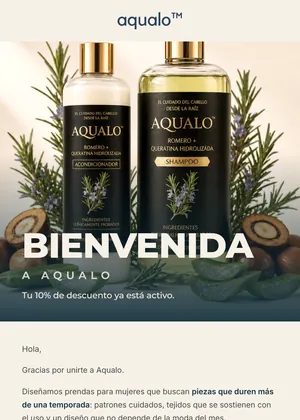 aqualo™
EL CUIDADO DEL CABELLO
DESDE LA RAÍZ
AQUALO™
ROMERO +
QUERATINA HIDROLIZADA
ACONDICIONADOR
INGREDIENTES
EL CUIDADO DEL CABELLO
DESDE LA RAÍZ
AQUALO™
ROMERO +
QUERATINA HIDROLIZADA
SHAMPOO
INGREDIENTES
BIENVENIDA
A AQUALO
Tu 10% de descuento ya está activo.
Hola,
Gracias por unirte a Aqualo.
Diseñamos prendas para mujeres que buscan piezas que duren más
de una temporada: patrones cuidados, tejidos que se sostienen con
el uso y un diseño que no depende de la moda del mes.